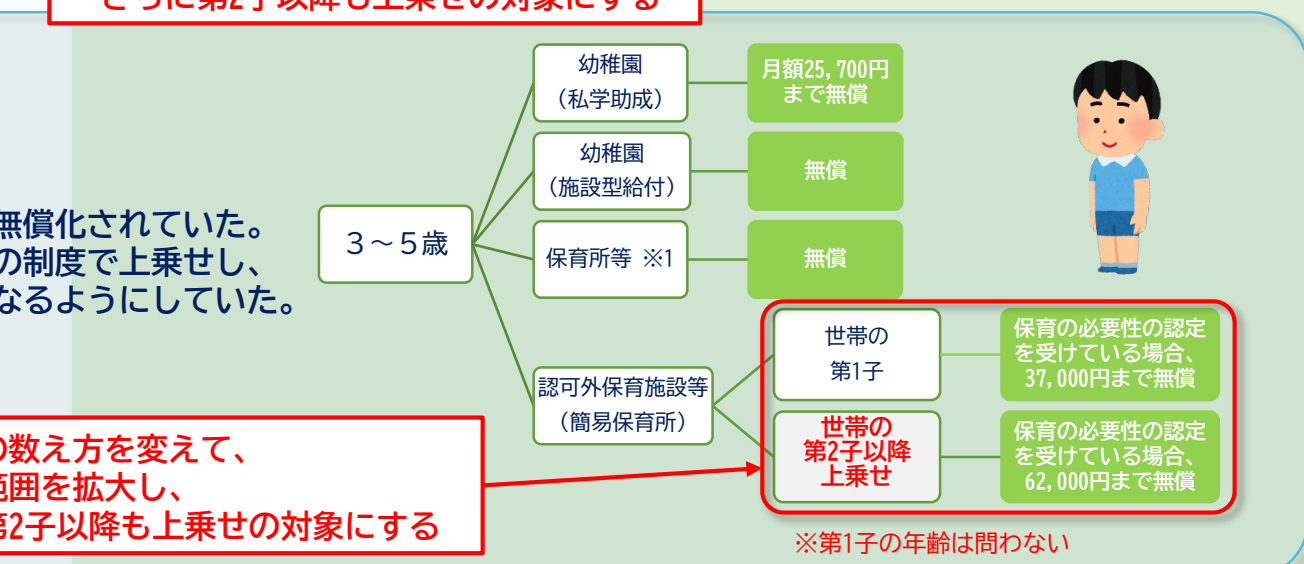 さらに第2子以降も上乗せの対象にする
無償化されていた。
の制度で上乗せし、
なるようにしていた。
３～５歳
幼稚園
（私学助成）
月額25,700円
まで無償
幼稚園
（施設型給付）
無償
保育所等 ※1
無償
認可外保育施設等
（簡易保育所）
世帯の
第1子
保育の必要性の認定
を受けている場合、
37,000円まで無償
世帯の
第2子以降
上乗せ
保育の必要性の認定
を受けている場合、
62,000円まで無償
の数え方を変えて、
範囲を拡大し、
第2子以降も上乗せの対象にする
※第1子の年齢は問わない